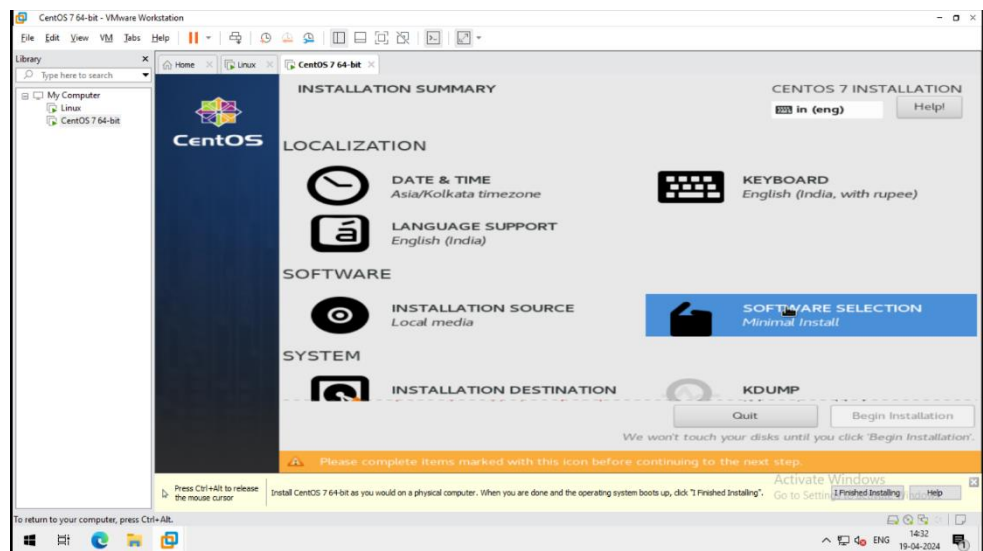 CentOS 7 64-bit - VMware Workstation
File Edit View VM Tabs Help
Library
Type here to search
My Computer
Linux
CentOS 7 64-bit
Home Linux CentOS 7 64-bit
CentOS
INSTALLATION SUMMARY
CENTOS 7 INSTALLATION
in (eng) Help!
LOCALIZATION
DATE & TIME
Asia/Kolkata timezone
KEYBOARD
English (India, with rupee)
LANGUAGE SUPPORT
English (India)
SOFTWARE
INSTALLATION SOURCE
Local media
SOFTWARE SELECTION
Minimal Install
SYSTEM
INSTALLATION DESTINATION
KDUMP
Quit Begin Installation
We won't touch your disks until you click 'Begin Installation'.
Please complete items marked with this icon before continuing to the next step.
Press Ctrl+Alt to release
the mouse cursor
Install CentOS 7 64-bit as you would on a physical computer. When you are done and the operating system boots up, click "I Finished Installing".
Activate Windows
Go to Settin
I Finished Installing Help
To return to your computer, press Ctrl+Alt.
ENG
14:32
19-04-2024